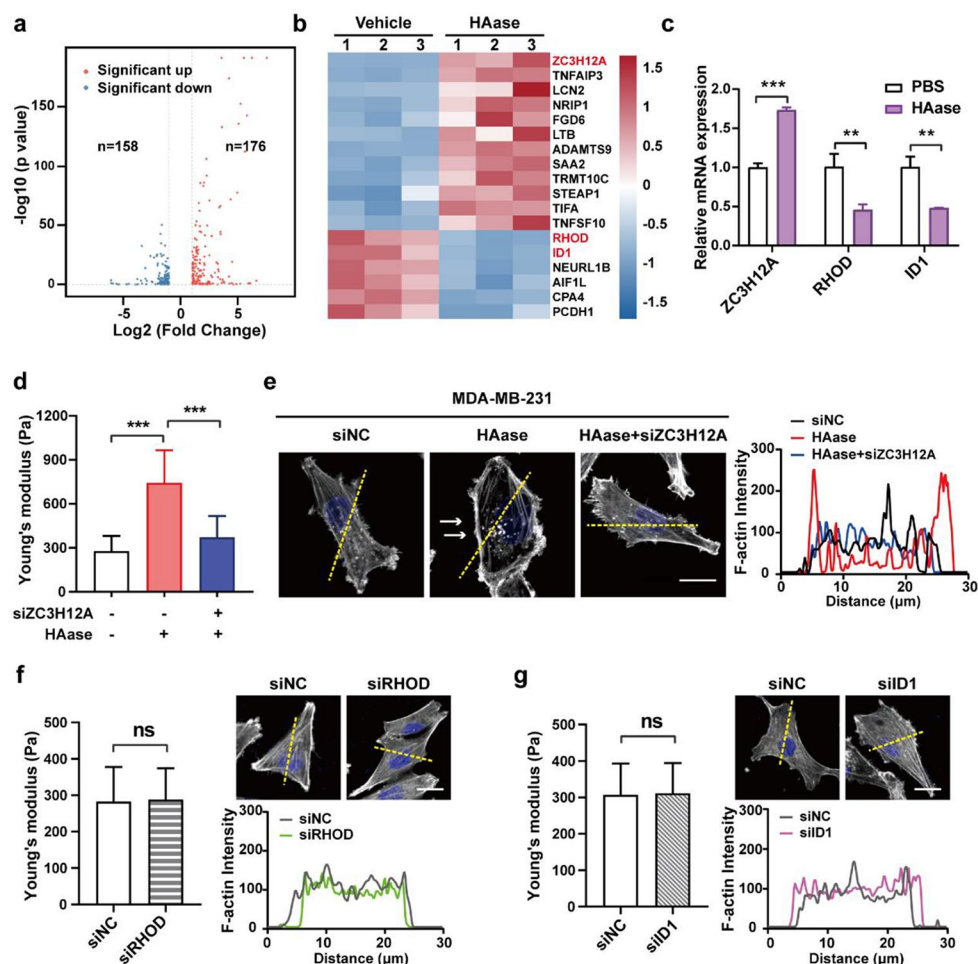 a
Significant up
Significant down
n=158
n=176
150
100
50
0
-5
0
5
-log10 (p value)
Log2 (Fold Change)
b
Vehicle
HAase
1 2 3 1 2 3
ZC3H12A
TNFAIP3
LCN2
NRIP1
FGD6
LTB
ADAMTS9
SAA2
TRMT10C
STEAP1
TIFA
TNFSF10
RHOD
ID1
NEURL1B
AIF1L
CPA4
PCDH1
1.5
1
0.5
0
-0.5
-1
-1.5
c
Relative mRNA expression
2.0
1.5
1.0
0.5
0.0
***
**
**
PBS
HAase
ZC3H12A
RHOD
ID1
d
Young's modulus (Pa)
1200
900
600
300
0
***
***
siZC3H12A - - +
HAase - + +
e
MDA-MB-231
siNC
HAase
HAase+siZC3H12A
siNC
HAase
HAase+siZC3H12A
F-actin Intensity
300
200
100
0
0 10 20 30
Distance (μm)
f
Young's modulus (Pa)
500
400
300
200
100
0
ns
siNC
siRHOD
siNC
siRHOD
siNC
siRHOD
F-actin Intensity
300
200
100
0
0 10 20 30
Distance (μm)
g
Young's modulus (Pa)
500
400
300
200
100
0
ns
siNC
siID1
siNC
siID1
siNC
siID1
F-actin Intensity
300
200
100
0
0 10 20 30
Distance (μm)